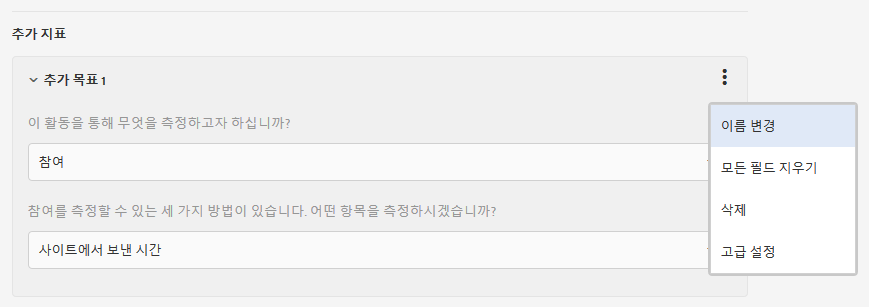 추가 지표
추가 목표 1
이 활동을 통해 무엇을 측정하고자 하십니까?
참여
참여를 측정할 수 있는 세 가지 방법이 있습니다. 어떤 항목을 측정하시겠습니까?
사이트에서 보낸 시간
이름 변경
모든 필드 지우기
삭제
고급 설정